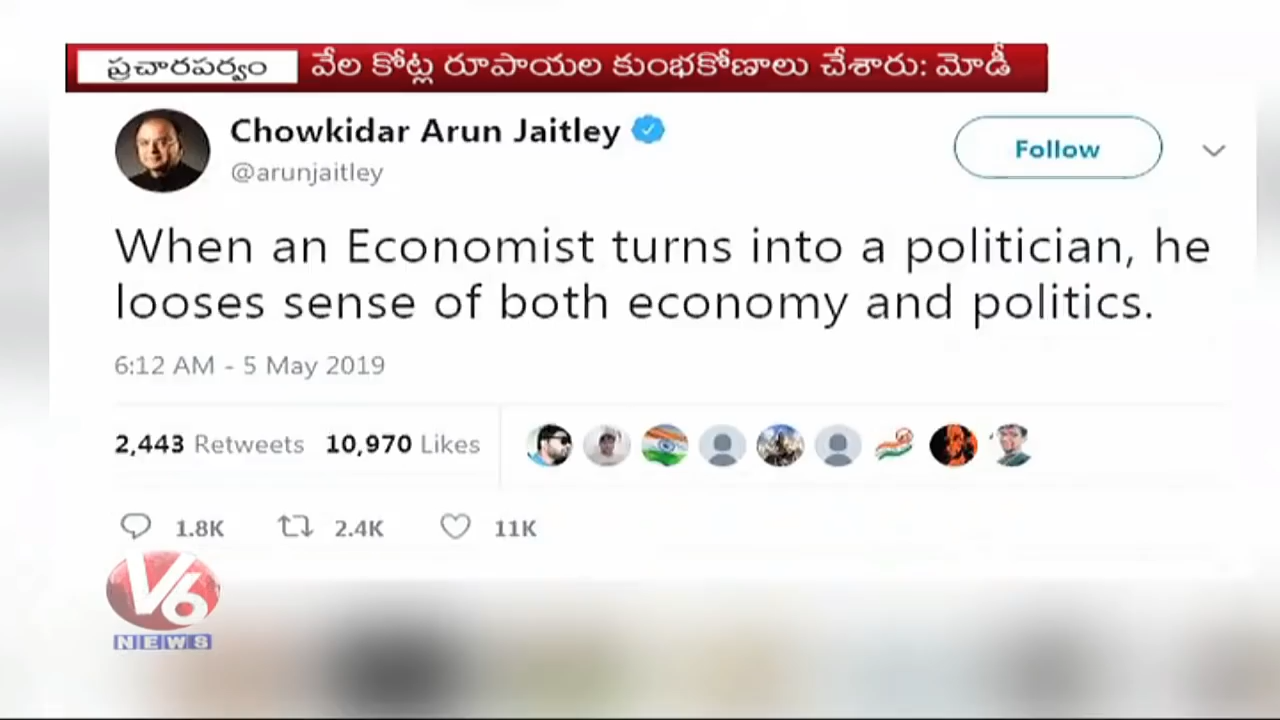 ప్రచారపర్వం వేల కోట్ల రూపాయల కుంభకోణాలు చేశారు: మోడీ
Chowkidar Arun Jaitley
@arunjaitley
Follow
When an Economist turns into a politician, he
looses sense of both economy and politics.
6:12 AM - 5 May 2019
2,443 Retweets 10,970 Likes
1.8K 2.4K 11K
V6
NEWS